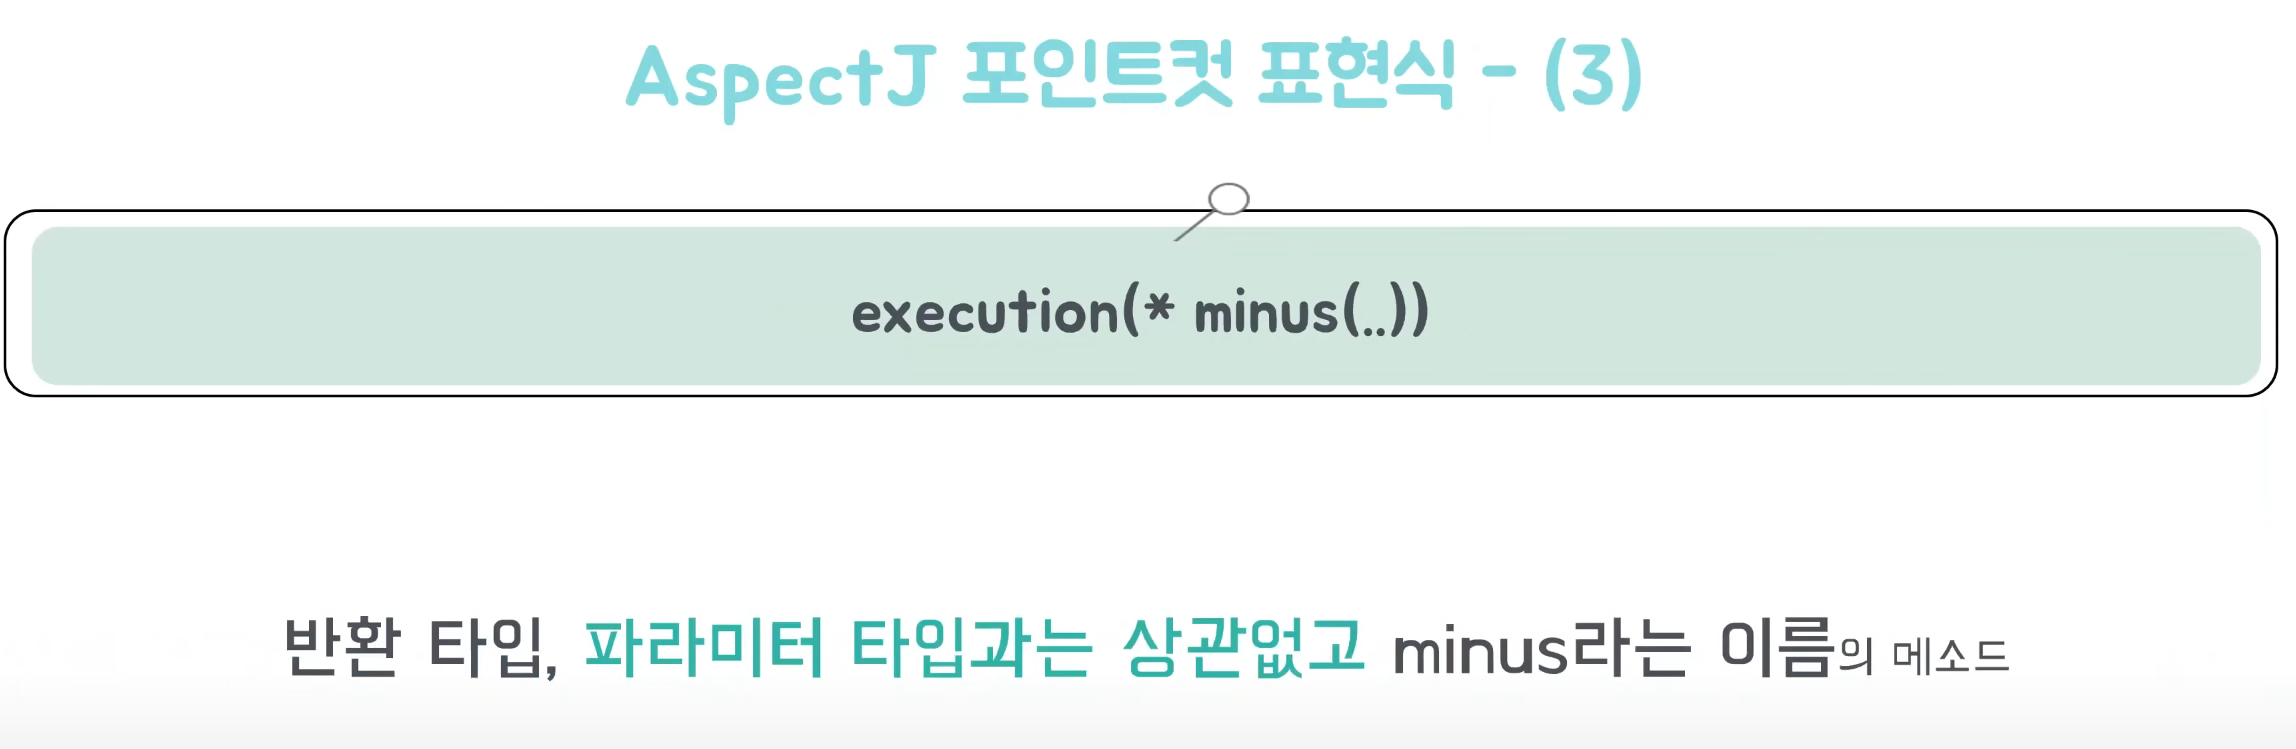 AspectJ 포인트컷 표현식 - (3)
execution(* minus(..))
반환 타입, 파라미터 타입과는 상관없고 minus라는 이름의 메소드